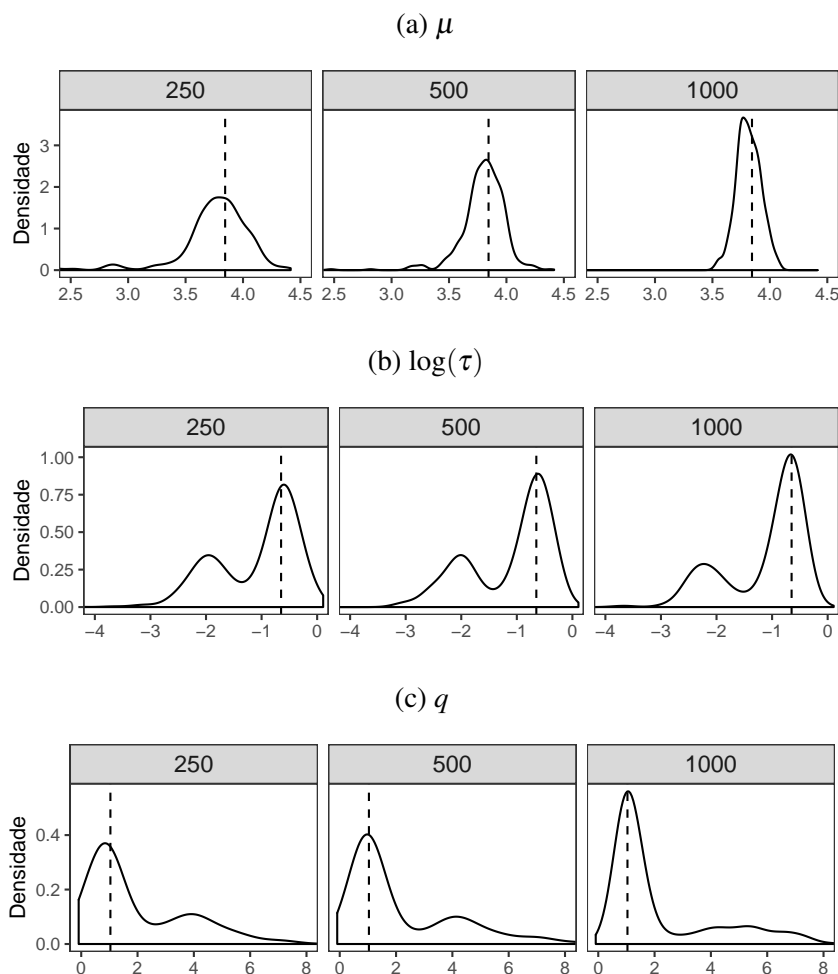 (a) μ
250 500 1000
3
2
1
0
Densidade
2.5 3.0 3.5 4.0 4.5 2.5 3.0 3.5 4.0 4.5 2.5 3.0 3.5 4.0 4.5
(b) log(τ)
250 500 1000
1.00
0.75
0.50
0.25
0.00
Densidade
−4 −3 −2 −1 0 −4 −3 −2 −1 0 −4 −3 −2 −1 0
(c) q
250 500 1000
0.4
0.2
0.0
Densidade
0 2 4 6 8 0 2 4 6 8 0 2 4 6 8